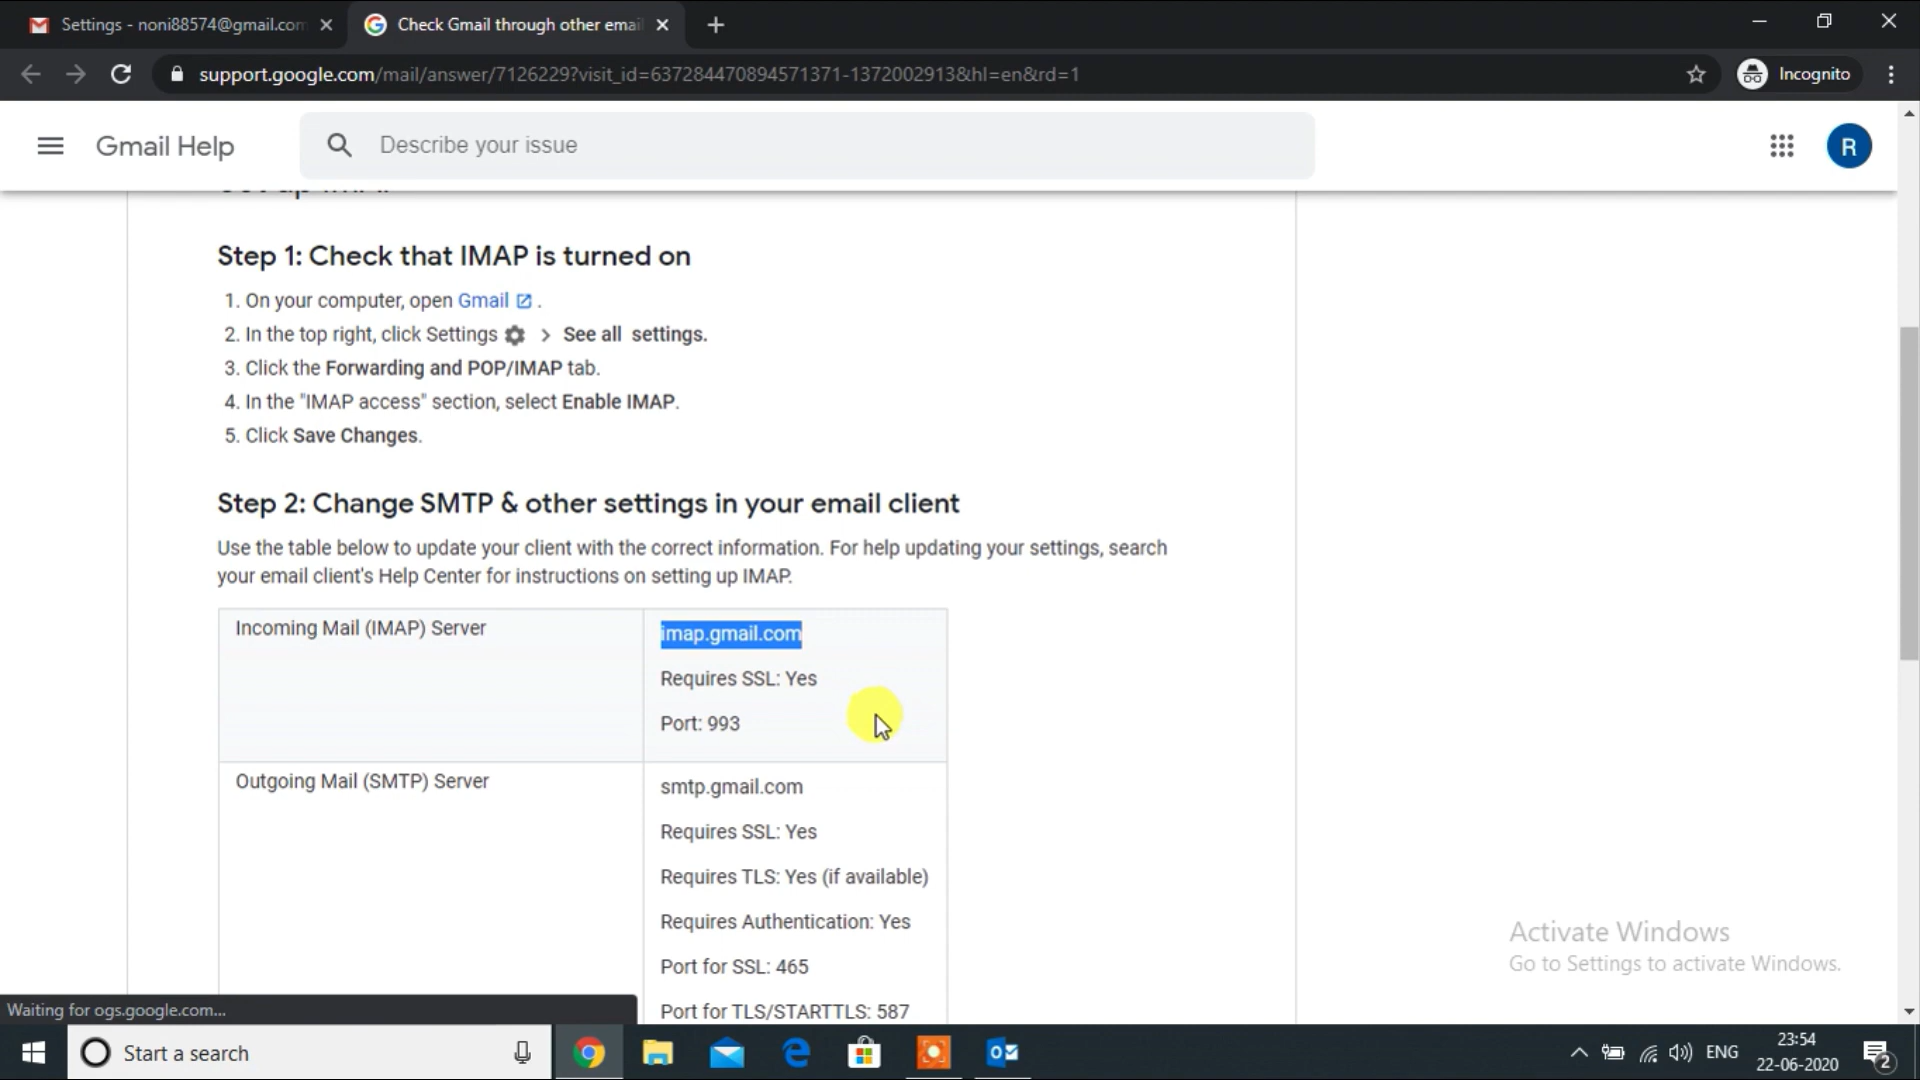 Settings - noni88574@gmail.com
Check Gmail through other emai
support.google.com/mail/answer/7126229?visit_id=637284470894571371-1372002913&hl=en&rd=1
Incognito
Gmail Help
Describe your issue
R
Step 1: Check that IMAP is turned on
1. On your computer, open Gmail .
2. In the top right, click Settings > See all settings.
3. Click the Forwarding and POP/IMAP tab.
4. In the "IMAP access" section, select Enable IMAP.
5. Click Save Changes.
Step 2: Change SMTP & other settings in your email client
Use the table below to update your client with the correct information. For help updating your settings, search
your email client's Help Center for instructions on setting up IMAP.
Incoming Mail (IMAP) Server
imap.gmail.com
Requires SSL: Yes
Port: 993
Outgoing Mail (SMTP) Server
smtp.gmail.com
Requires SSL: Yes
Requires TLS: Yes (if available)
Requires Authentication: Yes
Port for SSL: 465
Port for TLS/STARTTLS: 587
Activate Windows
Go to Settings to activate Windows.
Waiting for ogs.google.com...
Start a search
ENG
23:54
22-06-2020
2